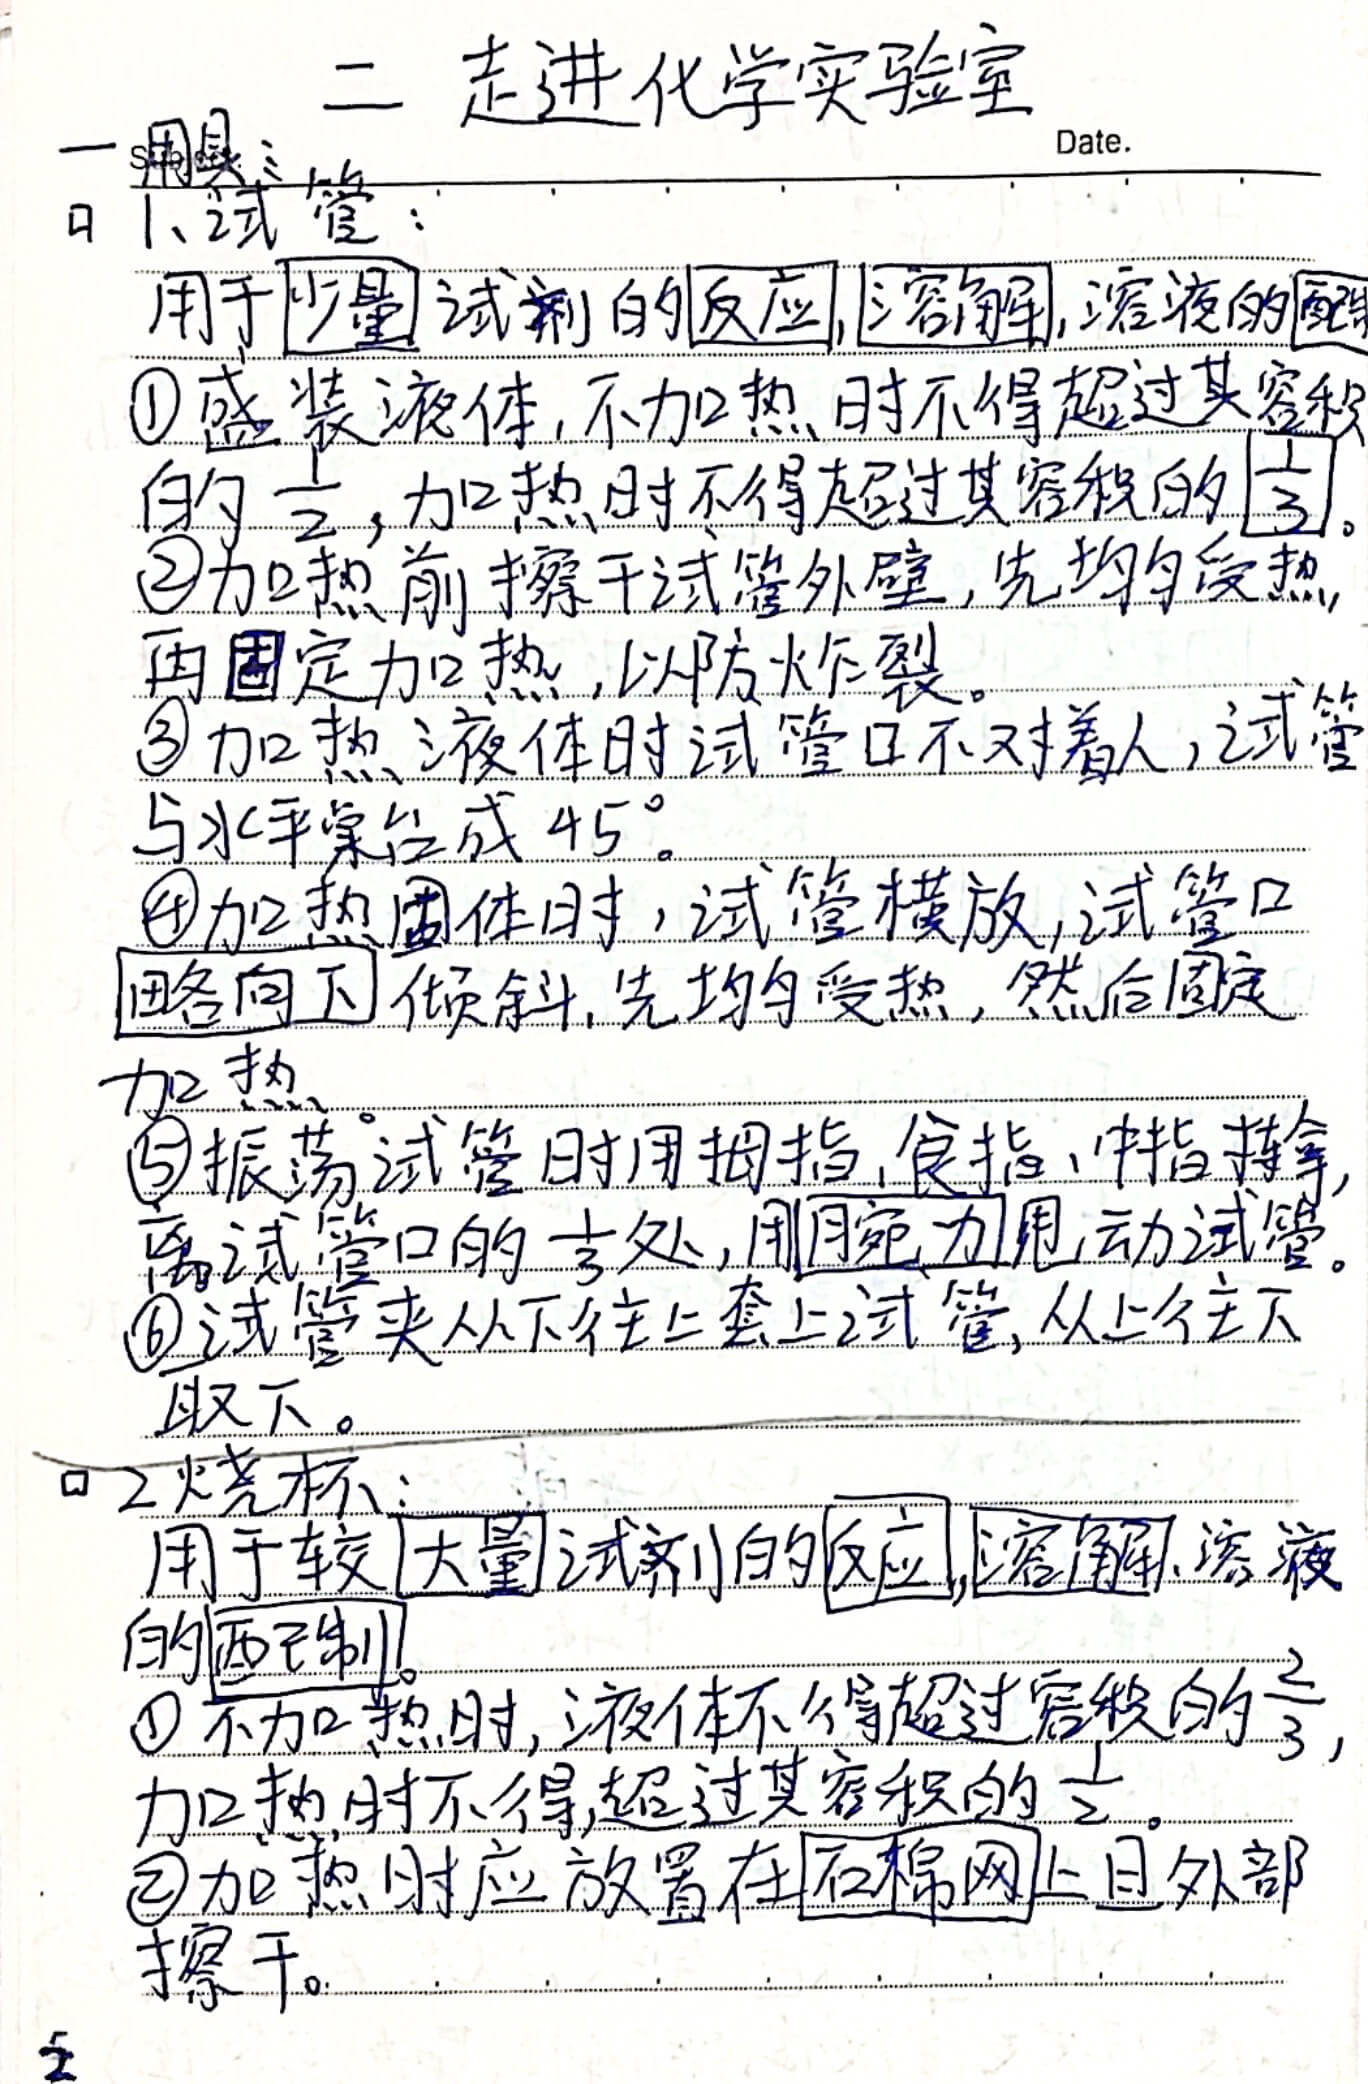 二 走进化学实验室
Date.
一 用具:
口 1、试管:
用于少量试剂的反应,溶解,溶液的配制
①盛装液体,不加热时不得超过其容积
的1/2,加热时不得超过其容积的1/3。
②加热前擦干试管外壁,先均匀受热,
再固定加热,以防炸裂。
③加热液体时试管口不对着人,试管
与水平桌台成45°。
④加热固体时,试管横放,试管口
略向下倾斜,先均匀受热,然后固定
加热。
⑤振荡试管时用拇指、食指、中指拿,
离试管口的1/3处,用腕力甩动试管。
⑥试管夹从下往上套上试管,从上往下
取下。
口 2 烧杯:
用于较大量试剂的反应,溶解、溶液
的配制。
①不加热时,液体不得超过容积的2/3,
加热时不得超过其容积的1/2。
②加热时应放置在石棉网上且外部
擦干。